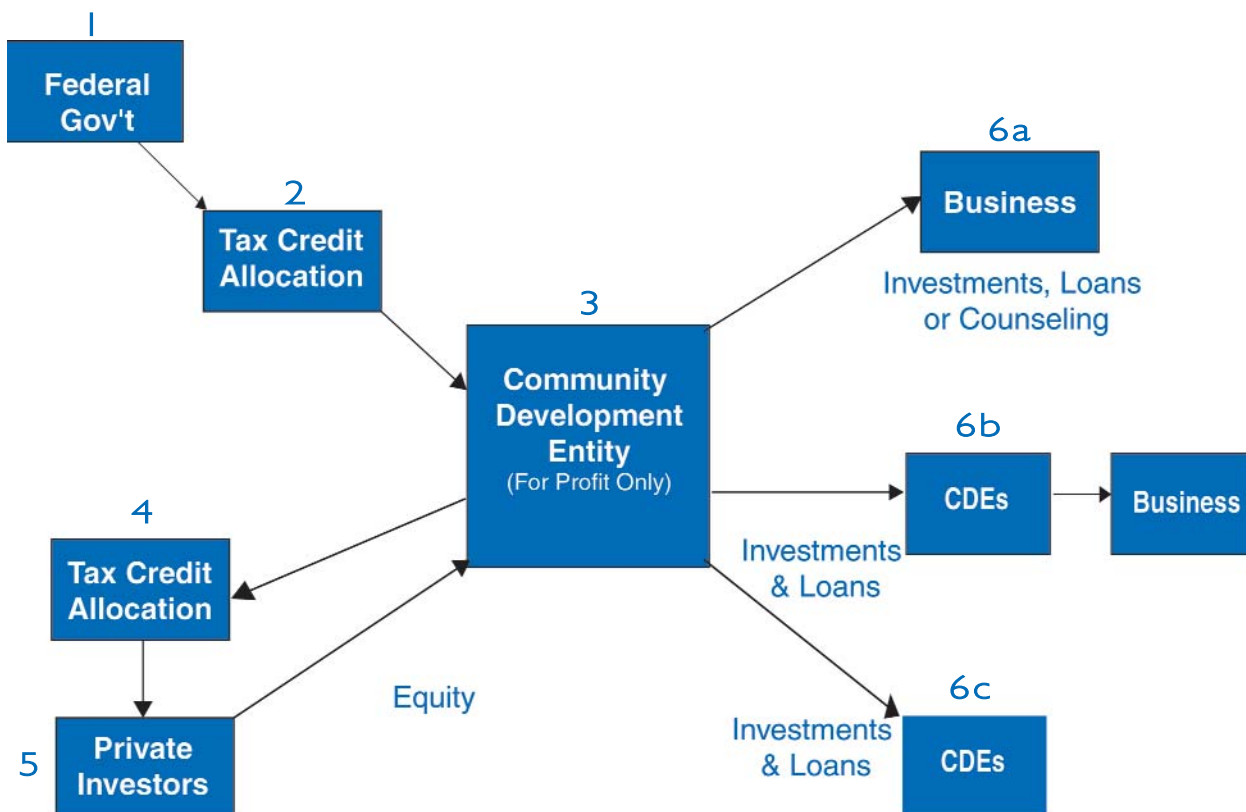 1
Federal
Gov't
2
Tax Credit
Allocation
3
Community
Development
Entity
(For Profit Only)
4
Tax Credit
Allocation
5
Private
Investors
Equity
6a
Business
Investments, Loans
or Counseling
6b
CDEs
Business
Investments
& Loans
6c
CDEs
Investments
& Loans